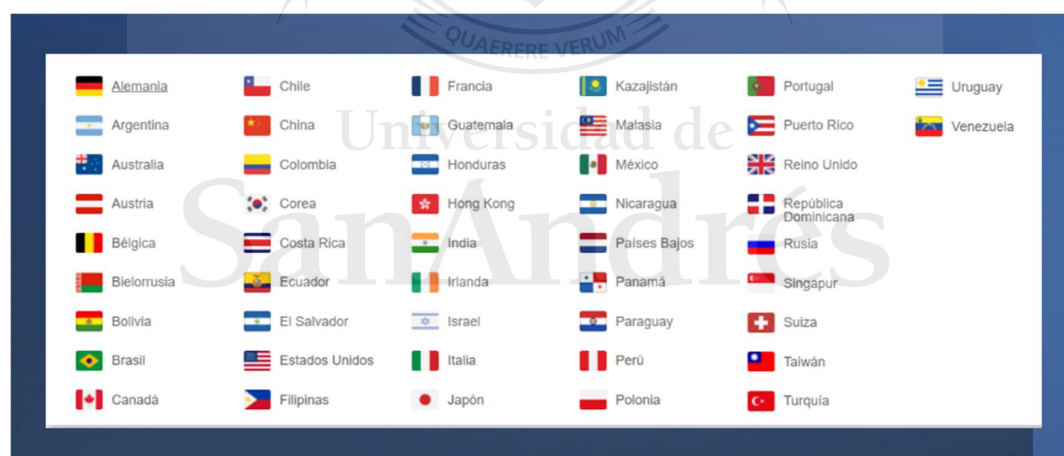 QUAERERE VERUM
Universidad de
SanAndrés
Alemania
Argentina
Australia
Austria
Bélgica
Bielorrusia
Bolivia
Brasil
Canadá
Chile
China
Colombia
Corea
Costa Rica
Ecuador
El Salvador
Estados Unidos
Filipinas
Francia
Guatemala
Honduras
Hong Kong
India
Irlanda
Israel
Italia
Japón
Kazajistán
Malasia
México
Nicaragua
Países Bajos
Panamá
Paraguay
Perú
Polonia
Portugal
Puerto Rico
Reino Unido
República
Dominicana
Rusia
Singapur
Suiza
Taiwán
Turquía
Uruguay
Venezuela